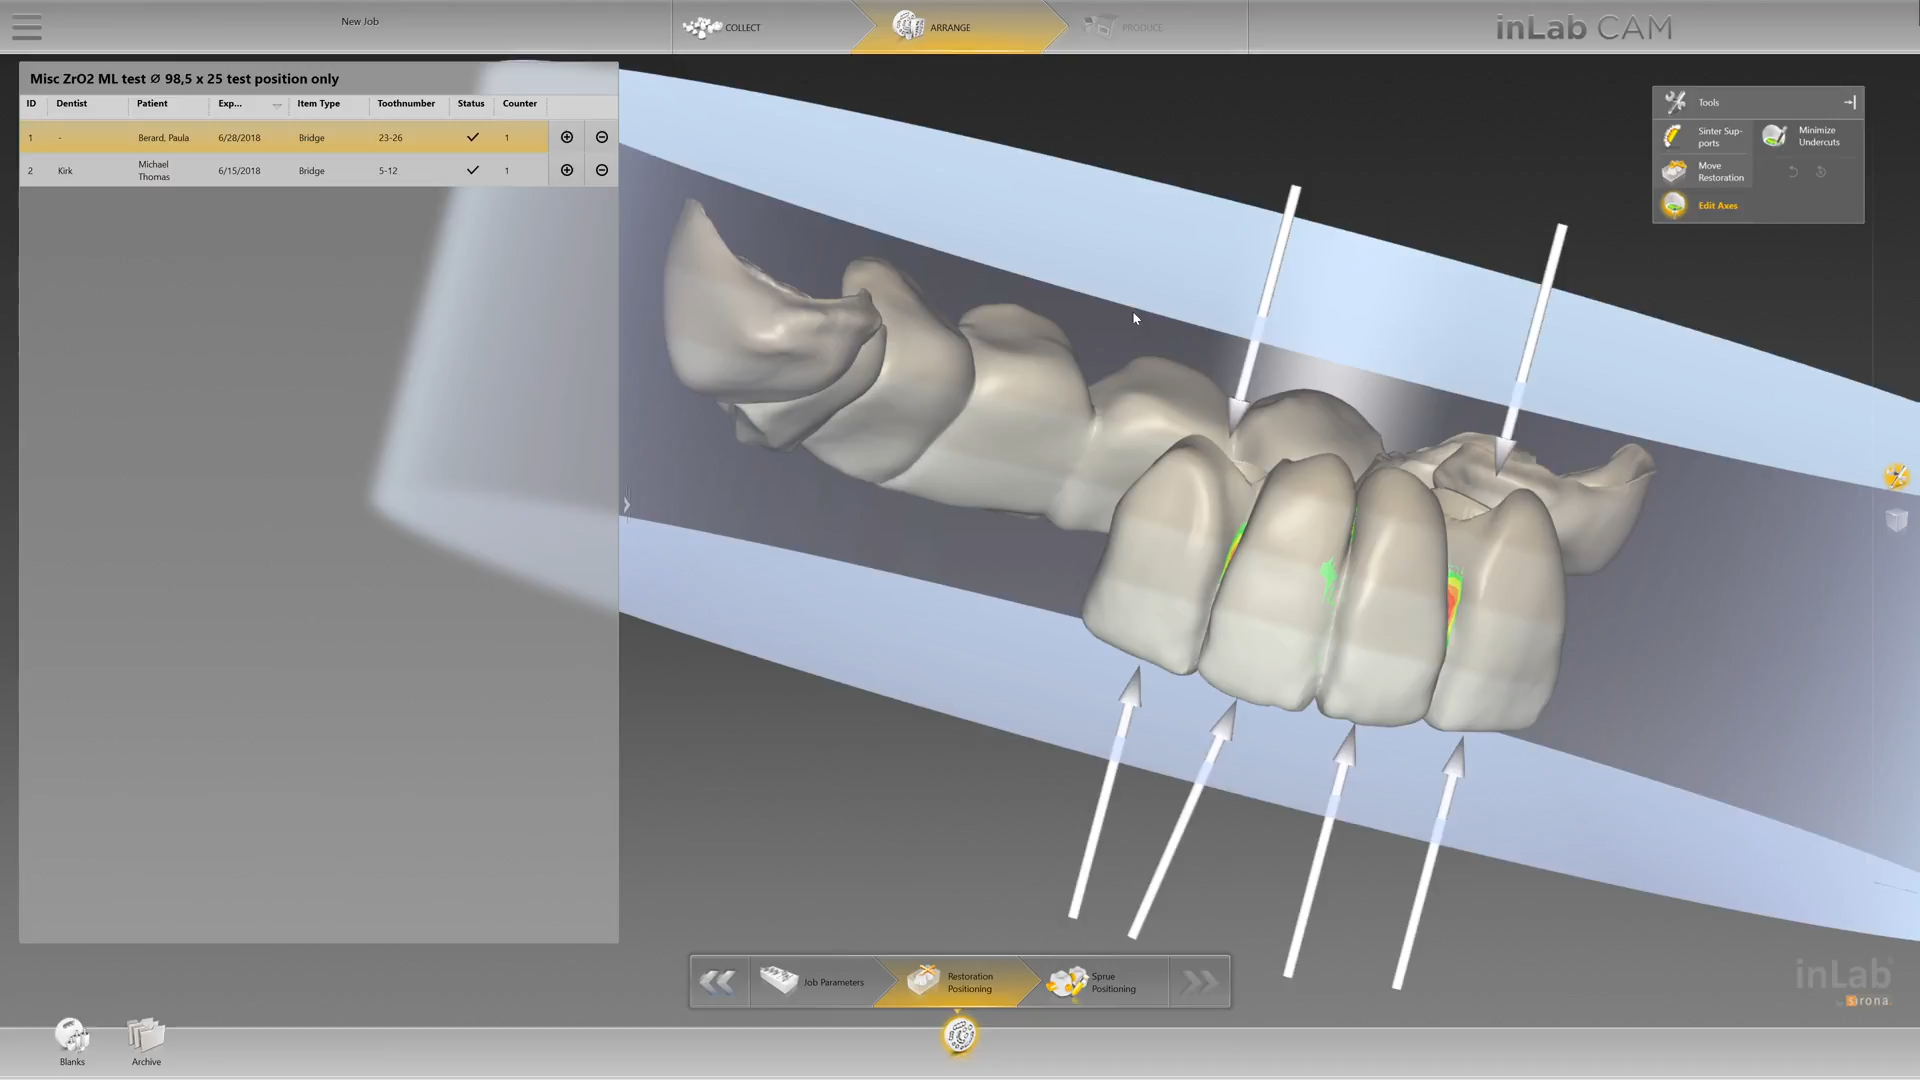 New Job
COLLECT
ARRANGE
PRODUCE
inLab CAM
Misc ZrO2 ML test Ø 98,5 x 25 test position only
ID Dentist Patient Exp... Item Type Toothnumber Status Counter
1 - Berard, Paula 6/28/2018 Bridge 23-26 1
2 Kirk Michael Thomas 6/15/2018 Bridge 5-12 1
Tools
Sinter Sup-
ports
Minimize
Undercuts
Move
Restoration
Edit Axes
Job Parameters
Restoration
Positioning
Sprue
Positioning
inLab
sirona.
Blanks
Archive